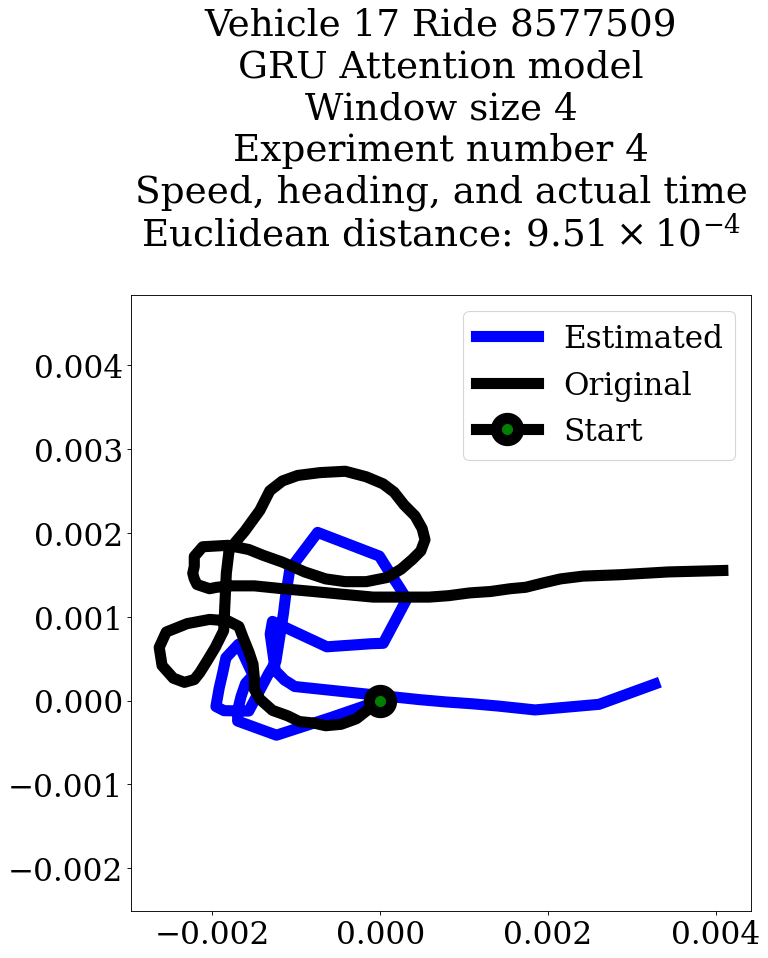 Vehicle 17 Ride 8577509
GRU Attention model
Window size 4
Experiment number 4
Speed, heading, and actual time
Euclidean distance: 9.51 × 10⁻⁴
Estimated
Original
Start
0.004
0.003
0.002
0.001
0.000
−0.001
−0.002
−0.002 0.000 0.002 0.004